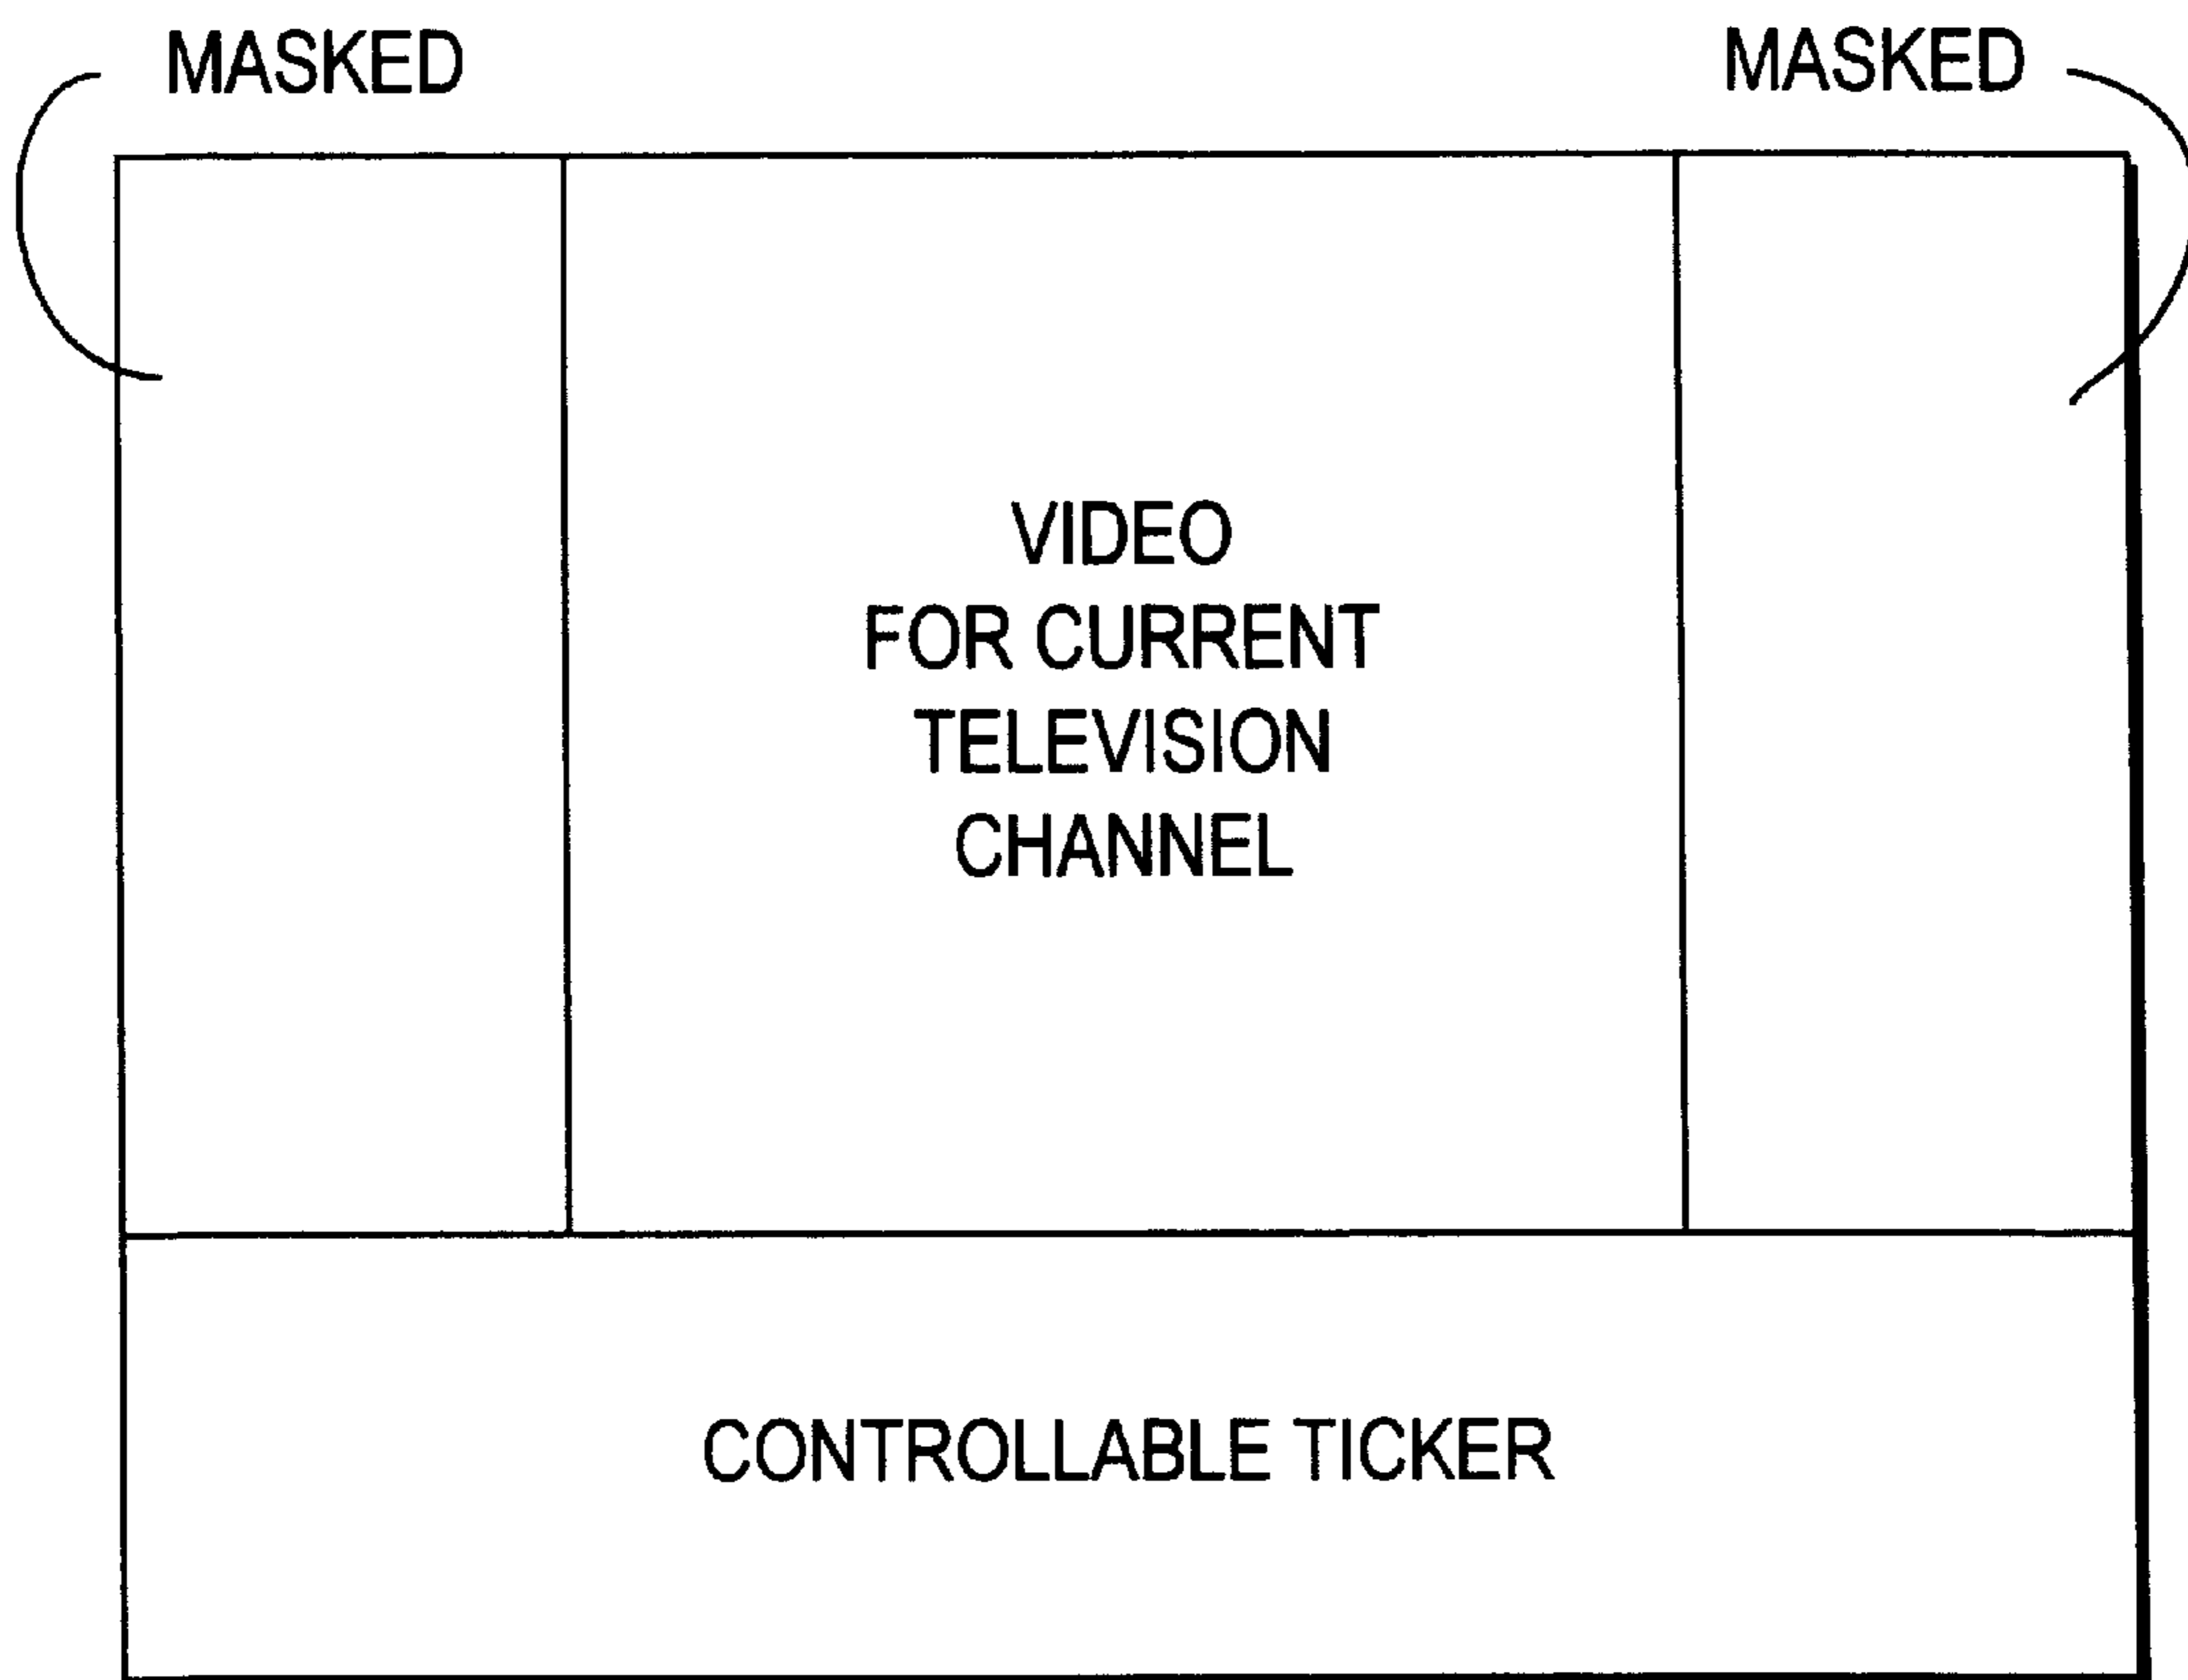 MASKED
MASKED
VIDEO
FOR CURRENT
TELEVISION
CHANNEL
CONTROLLABLE TICKER